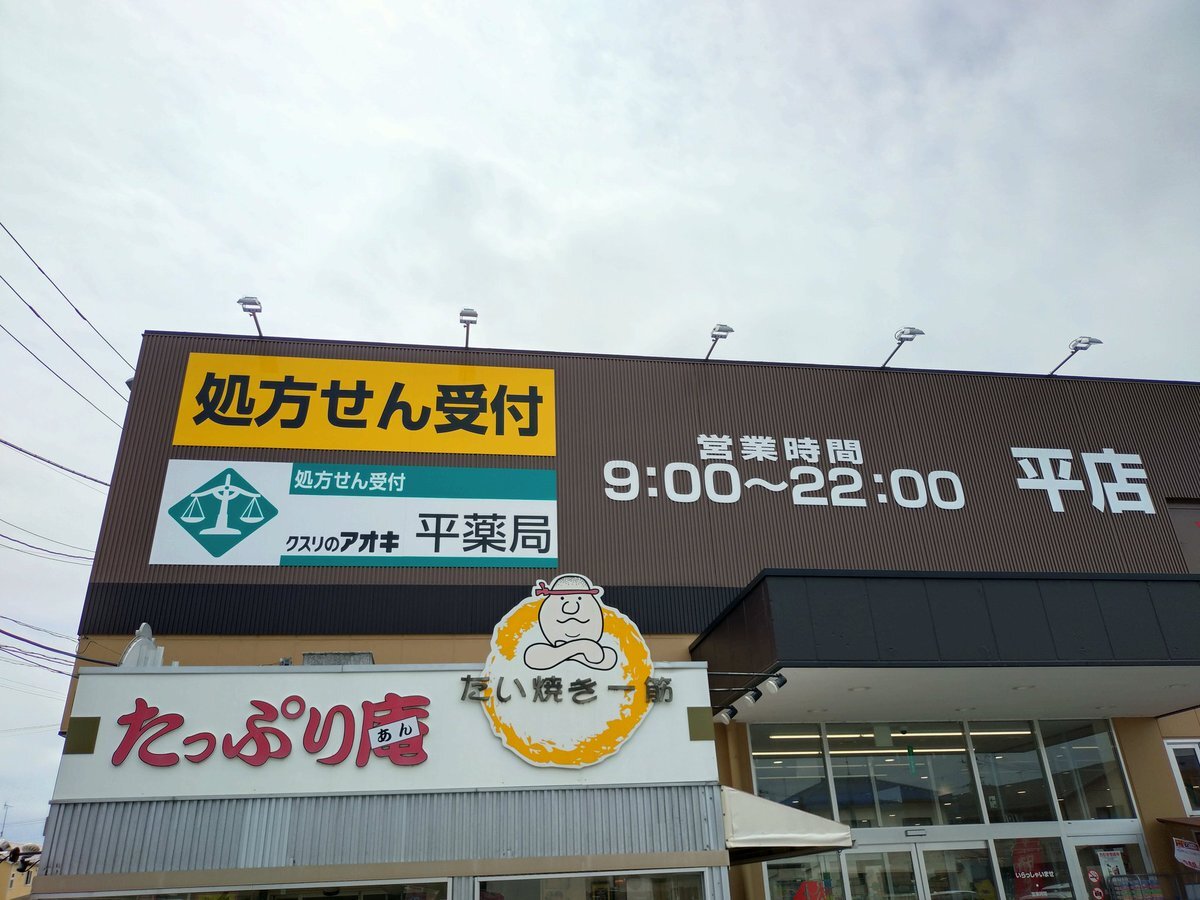 処方せん受付
処方せん受付
クスリのアオキ 平薬局
営業時間
9:00〜22:00
平店
たい焼き一筋
たっぷり庵
あん
いらっしゃいませ